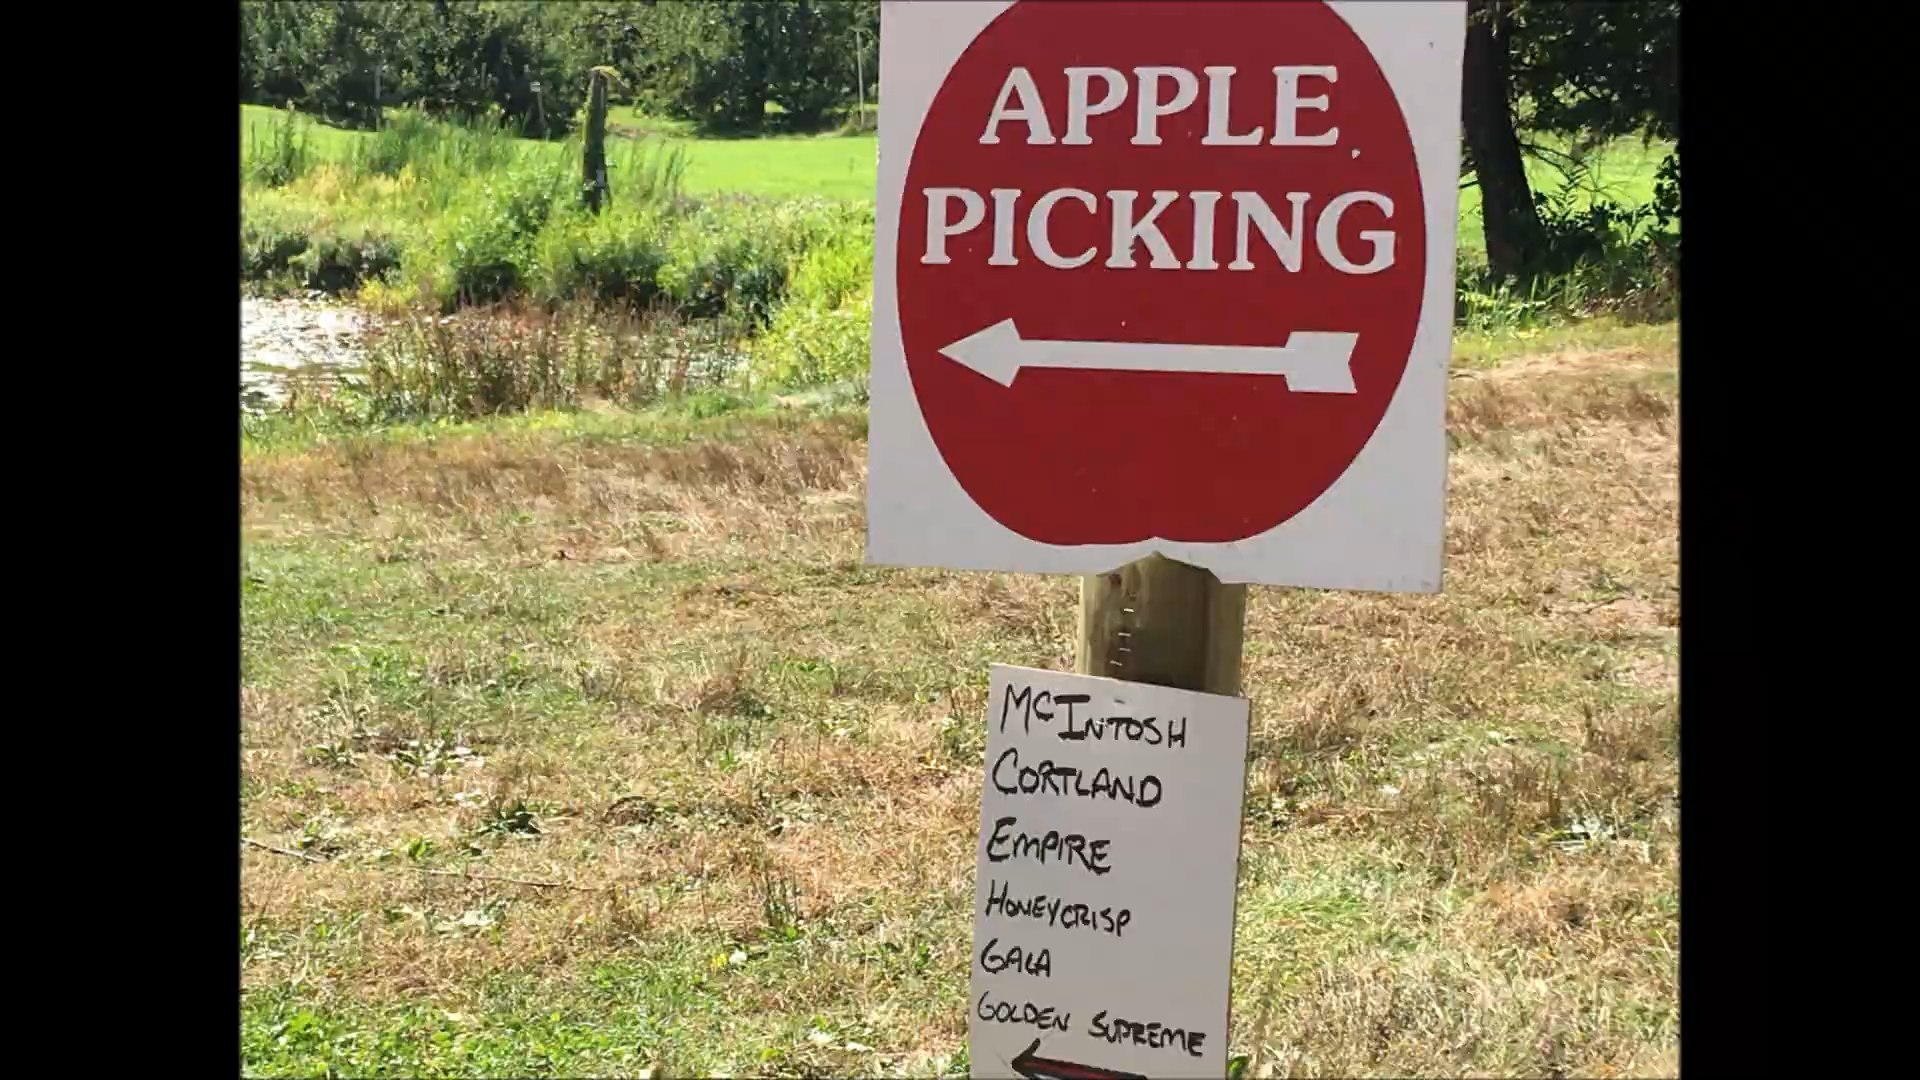 APPLE
PICKING
McINTOSH
CORTLAND
EMPIRE
HONEYCRISP
GALA
GOLDEN SUPREME